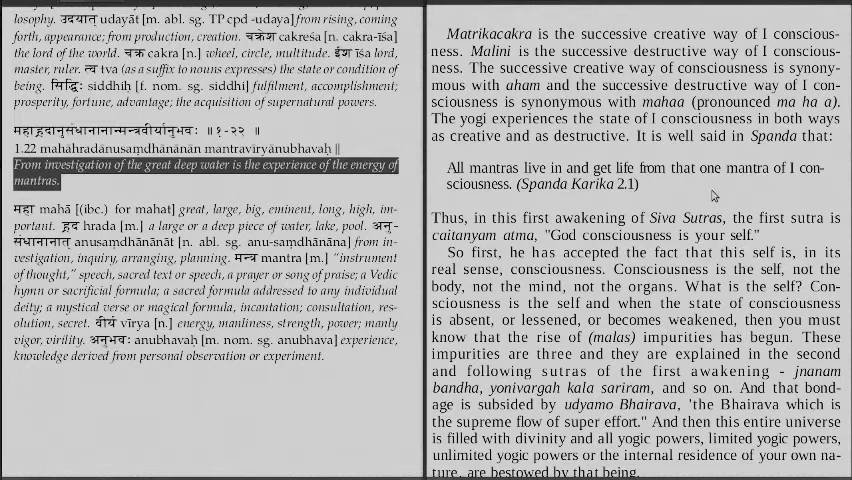 losophy. उदयात् udayāt [m. abl. sg. TP cpd -udaya] from rising, coming
forth, appearance; from production, creation. चक्रेश cakreśa [n. cakra-īśa]
the lord of the world. चक्र cakra [n.] wheel, circle, multitude. ईश īśa lord,
master, ruler. त्व tva (as a suffix to nouns expresses) the state or condition of
being. सिद्धिः siddhiḥ [f. nom. sg. siddhi] fulfilment, accomplishment;
prosperity, fortune, advantage; the acquisition of supernatural powers.
महाह्रदानुसंधानानान्मन्त्रवीर्यानुभवः ॥१-२२ ॥
1.22 mahāhradānusaṃdhānānān mantravīryānubhavaḥ ||
From investigation of the great deep water is the experience of the energy of
mantras.
महा mahā [(ibc.) for mahat] great, large, big, eminent, long, high, im-
portant. ह्रद hrada [m.] a large or a deep piece of water, lake, pool. अनु-
संधानानात् anusaṃdhānānāt [n. abl. sg. anu-saṃdhānāna] from in-
vestigation, inquiry, arranging, planning. मन्त्र mantra [m.] "instrument
of thought," speech, sacred text or speech, a prayer or song of praise; a Vedic
hymn or sacrificial formula; a sacred formula addressed to any individual
deity; a mystical verse or magical formula, incantation; consultation, res-
olution, secret. वीर्य vīrya [n.] energy, manliness, strength, power; manly
vigor, virility. अनुभवः anubhavaḥ [m. nom. sg. anubhava] experience,
knowledge derived from personal observation or experiment.
Matrikacakra is the successive creative way of I conscious-
ness. Malini is the successive destructive way of I conscious-
ness. The successive creative way of consciousness is synony-
mous with aham and the successive destructive way of I con-
sciousness is synonymous with mahaa (pronounced ma ha a).
The yogi experiences the state of I consciousness in both ways
as creative and as destructive. It is well said in Spanda that:
All mantras live in and get life from that one mantra of I con-
sciousness. (Spanda Karika 2.1)
Thus, in this first awakening of Siva Sutras, the first sutra is
caitanyam atma, "God consciousness is your self."
So first, he has accepted the fact that this self is, in its
real sense, consciousness. Consciousness is the self, not the
body, not the mind, not the organs. What is the self? Con-
sciousness is the self and when the state of consciousness
is absent, or lessened, or becomes weakened, then you must
know that the rise of (malas) impurities has begun. These
impurities are three and they are explained in the second
and following sutras of the first awakening - jnanam
bandha, yonivargah kala sariram, and so on. And that bond-
age is subsided by udyamo Bhairava, 'the Bhairava which is
the supreme flow of super effort." And then this entire universe
is filled with divinity and all yogic powers, limited yogic powers,
unlimited yogic powers or the internal residence of your own na-
ture, are bestowed by that being.